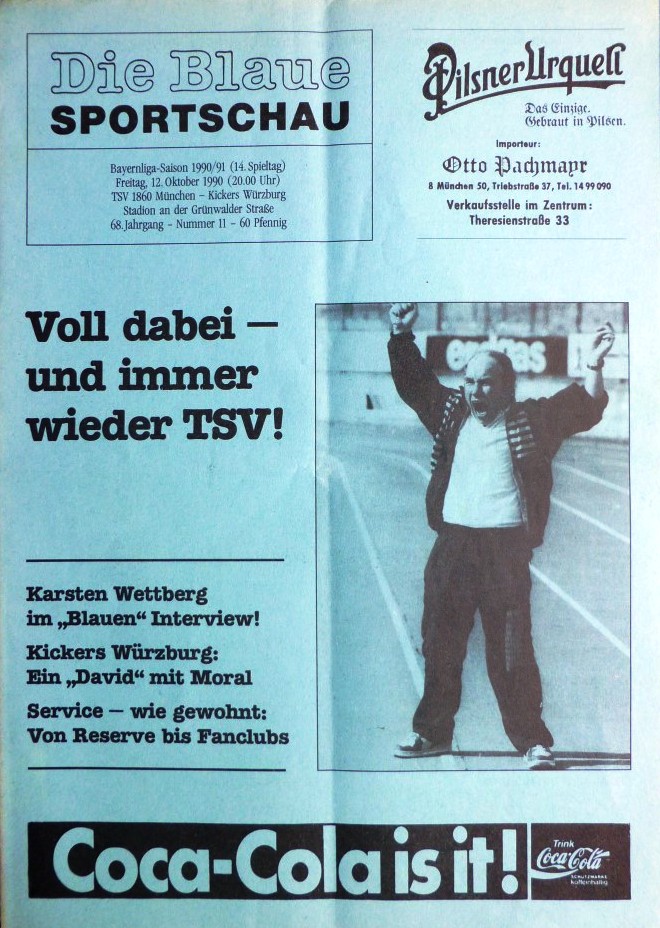 Die Blaue
SPORTSCHAU
Bayernliga-Saison 1990/91 (14. Spieltag)
Freitag, 12. Oktober 1990 (20.00 Uhr)
TSV 1860 München – Kickers Würzburg
Stadion an der Grünwalder Straße
68. Jahrgang – Nummer 11 – 60 Pfennig
Pilsner Urquell
Das Einzige.
Gebraut in Pilsen.
Importeur:
Otto Pachmayr
8 München 50, Triebstraße 37, Tel. 14 99 090
Verkaufsstelle im Zentrum:
Theresienstraße 33
Voll dabei –
und immer
wieder TSV!
erdgas
Karsten Wettberg
im „Blauen“ Interview!
Kickers Würzburg:
Ein „David“ mit Moral
Service – wie gewohnt:
Von Reserve bis Fanclubs
Coca-Cola is it!
Trink
Coca-Cola
SCHUTZMARKE
koffeinhaltig